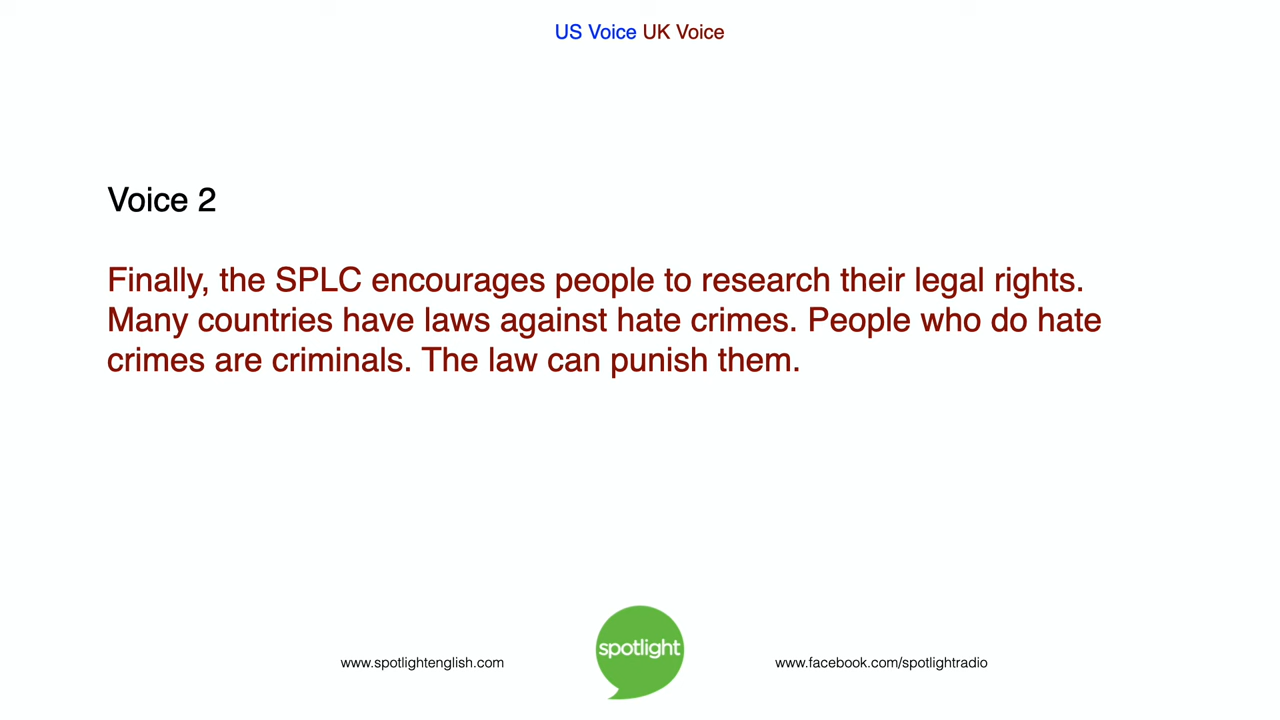 US Voice UK Voice
Voice 2
Finally, the SPLC encourages people to research their legal rights.
Many countries have laws against hate crimes. People who do hate
crimes are criminals. The law can punish them.
spotlight
www.spotlightenglish.com
www.facebook.com/spotlightradio